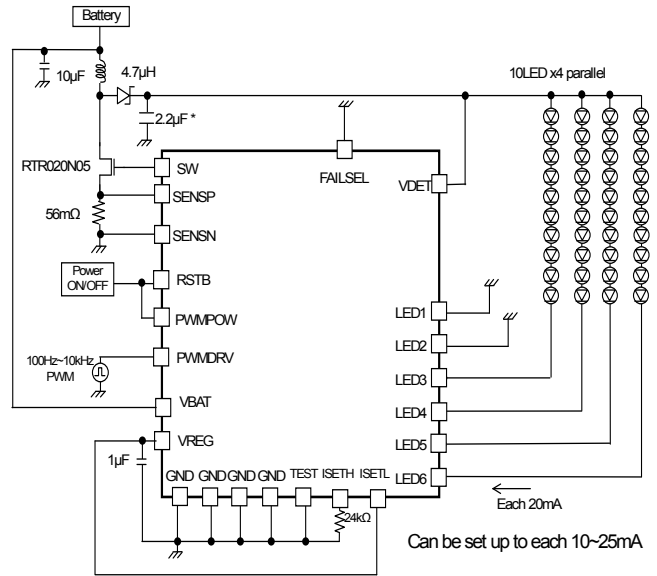 Battery
10µF
4.7µH
10LED x4 parallel
2.2µF *
RTR020N05
SW
FAILSEL
VDET
SENSP
56mΩ
SENSN
Power
ON/OFF
RSTB
PWMPOW
LED1
LED2
100Hz~10kHz
PWM
PWMDRV
LED3
VBAT
LED4
VREG
LED5
1µF
GND GND GND GND TEST ISETH ISETL
LED6
24kΩ
Each 20mA
Can be set up to each 10~25mA